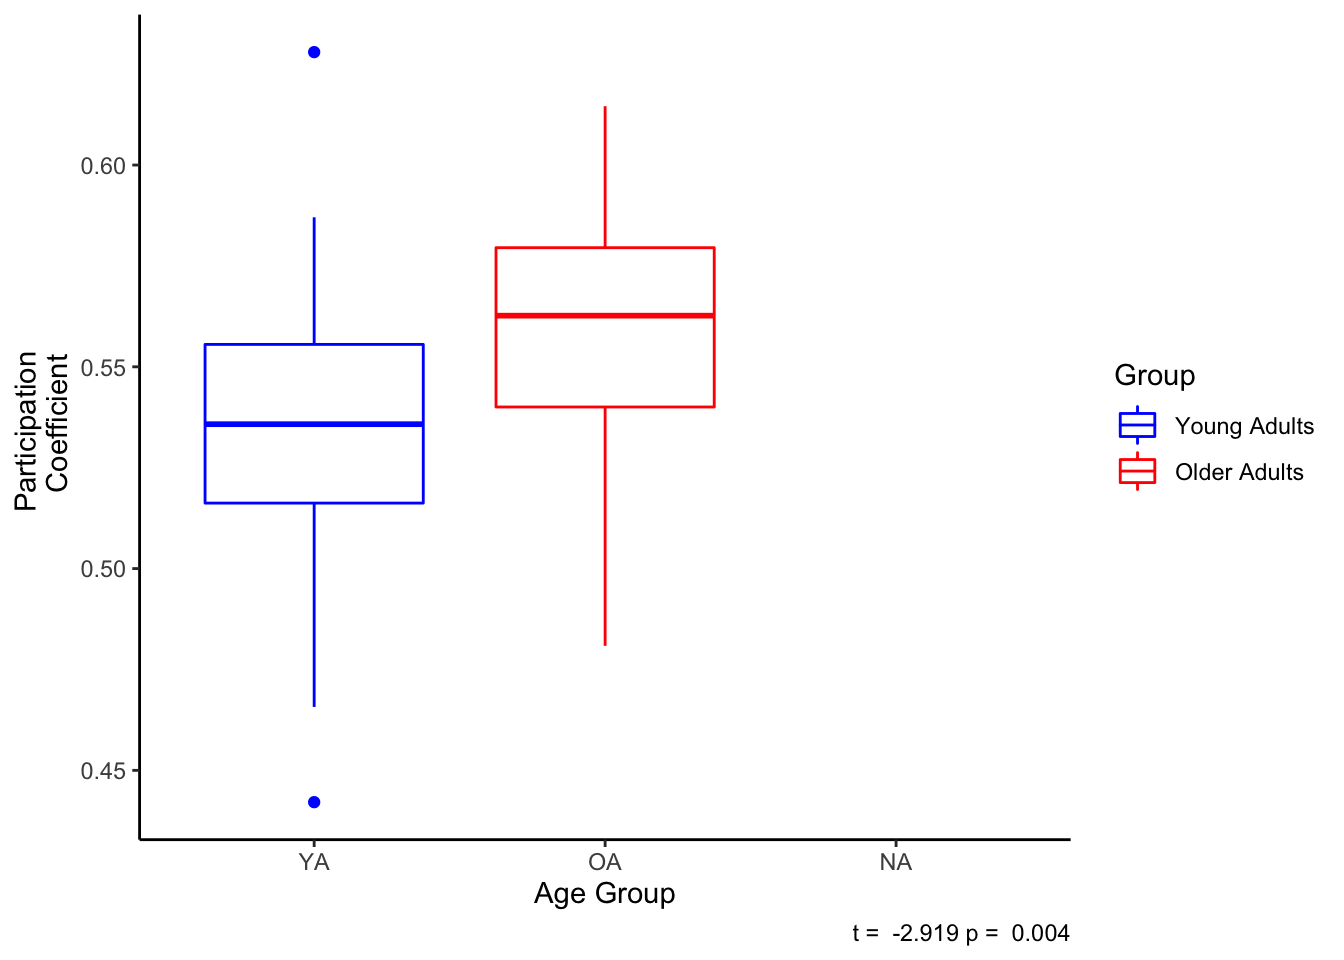 Participation
Coefficient
0.60
0.55
0.50
0.45
YA
OA
NA
Age Group
t =  -2.919 p =  0.004
Group
Young Adults
Older Adults